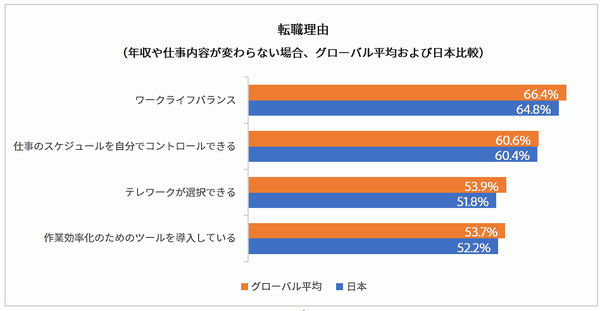 転職理由
（年収や仕事内容が変わらない場合、グローバル平均および日本比較）
ワークライフバランス
66.4%
64.8%
仕事のスケジュールを自分でコントロールできる
60.6%
60.4%
テレワークが選択できる
53.9%
51.8%
作業効率化のためのツールを導入している
53.7%
52.2%
グローバル平均 日本